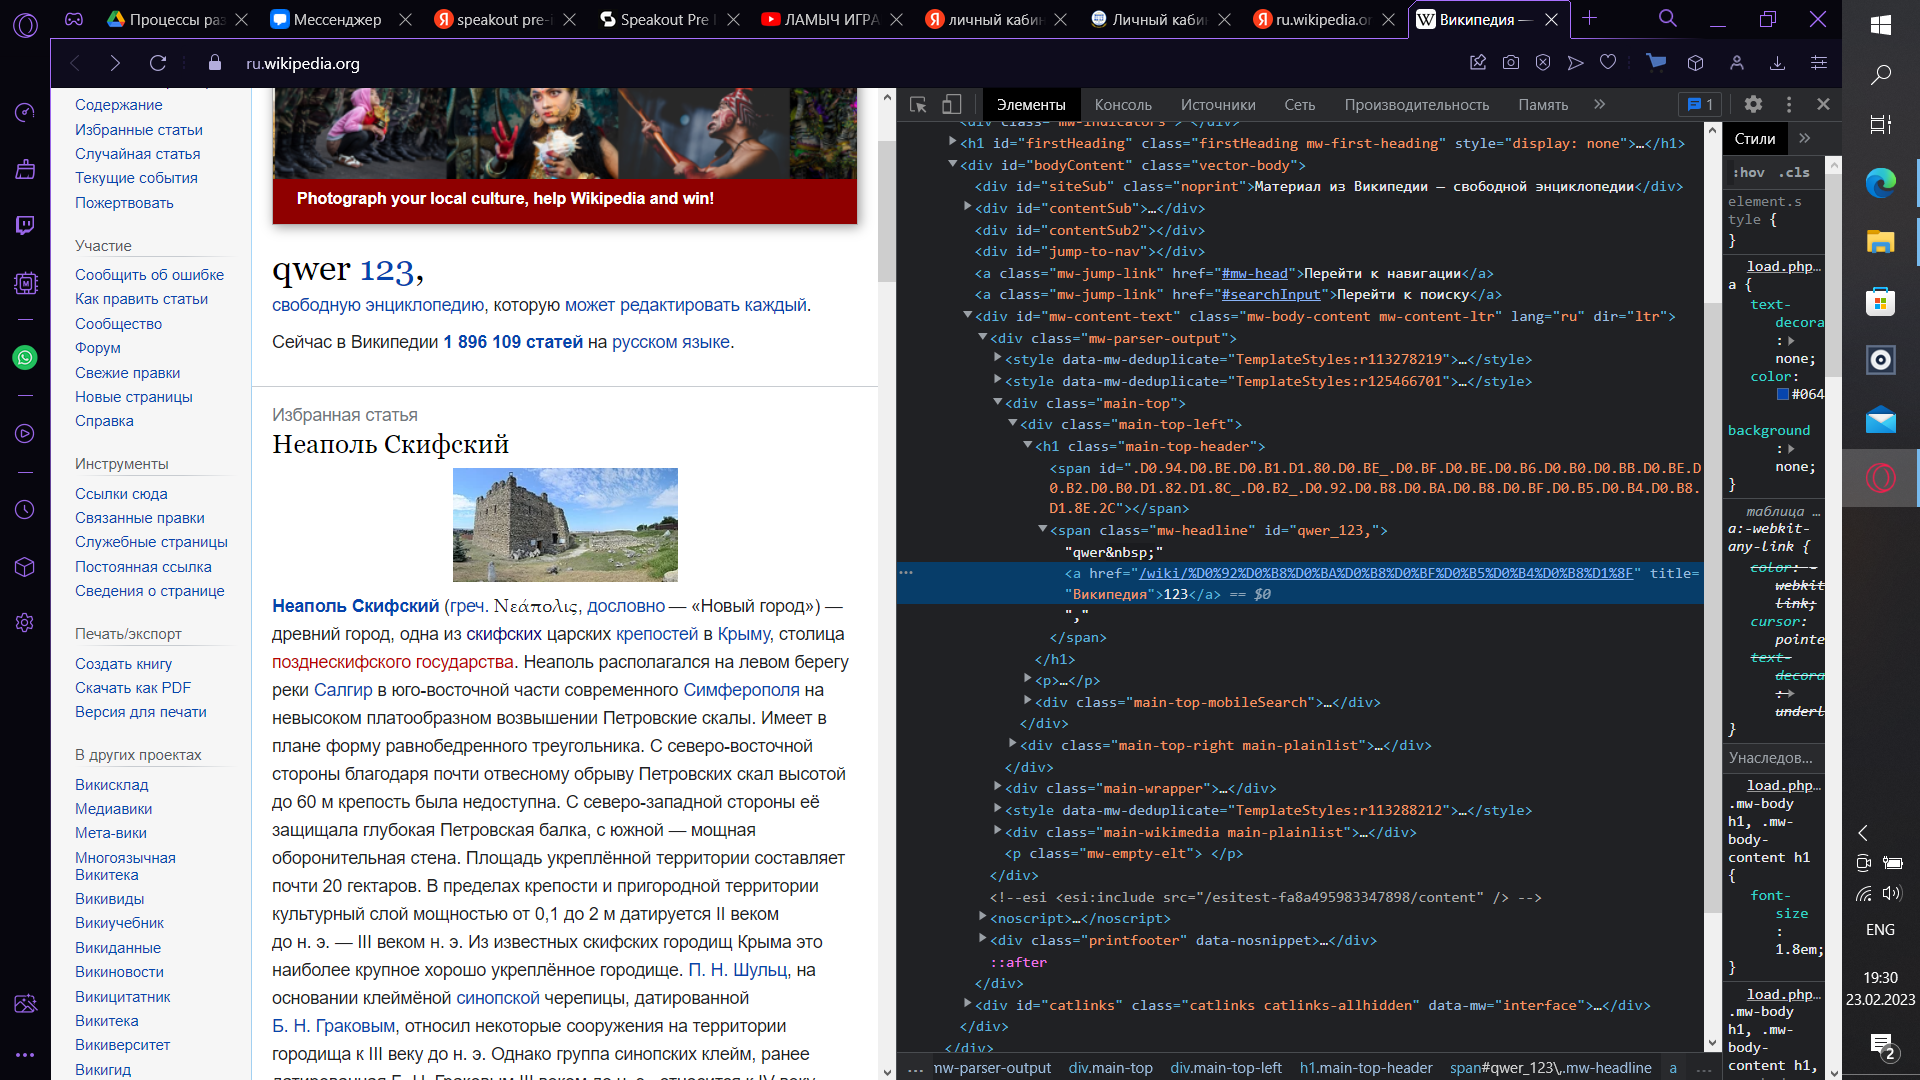 Процессы раз
Мессенджер
speakout pre-i
Speakout Pre I
ЛАМЫЧ ИГРА
личный кабин
Личный каби
ru.wikipedia.or
Википедия —
ru.wikipedia.org
Содержание
Избранные статьи
Случайная статья
Текущие события
Пожертвовать
Участие
Сообщить об ошибке
Как править статьи
Сообщество
Форум
Свежие правки
Новые страницы
Справка
Инструменты
Ссылки сюда
Связанные правки
Служебные страницы
Постоянная ссылка
Сведения о странице
Печать/экспорт
Создать книгу
Скачать как PDF
Версия для печати
В других проектах
Викисклад
Медиавики
Мета-вики
Многоязычная
Викитека
Викивиды
Викиучебник
Викиданные
Викиновости
Викицитатник
Викитека
Викиверситет
Викигид
Photograph your local culture, help Wikipedia and win!
qwer 123,
свободную энциклопедию, которую может редактировать каждый.
Сейчас в Википедии 1 896 109 статей на русском языке.
Избранная статья
Неаполь Скифский
Неаполь Скифский (греч. Νεάπολις, дословно — «Новый город») —
древний город, одна из скифских царских крепостей в Крыму, столица
позднескифского государства. Неаполь располагался на левом берегу
реки Салгир в юго-восточной части современного Симферополя на
невысоком платообразном возвышении Петровские скалы. Имеет в
плане форму равнобедренного треугольника. С северо-восточной
стороны благодаря почти отвесному обрыву Петровских скал высотой
до 60 м крепость была недоступна. С северо-западной стороны её
защищала глубокая Петровская балка, с южной — мощная
оборонительная стена. Площадь укреплённой территории составляет
почти 20 гектаров. В пределах крепости и пригородной территории
культурный слой мощностью от 0,1 до 2 м датируется II веком
до н. э. — III веком н. э. Из известных скифских городищ Крыма это
наиболее крупное хорошо укреплённое городище. П. Н. Шульц, на
основании клеймёной синопской черепицы, датированной
Б. Н. Граковым, относил некоторые сооружения на территории
городища к III веку до н. э. Однако группа синопских клейм, ранее
Элементы Консоль Источники Сеть Производительность Память » 1
<div class="mw-indicators"> </div>
<h1 id="firstHeading" class="firstHeading mw-first-heading" style="display: none">…</h1>
<div id="bodyContent" class="vector-body">
<div id="siteSub" class="noprint">Материал из Википедии — свободной энциклопедии</div>
<div id="contentSub">…</div>
<div id="contentSub2"></div>
<div id="jump-to-nav"></div>
<a class="mw-jump-link" href="#mw-head">Перейти к навигации</a>
<a class="mw-jump-link" href="#searchInput">Перейти к поиску</a>
<div id="mw-content-text" class="mw-body-content mw-content-ltr" lang="ru" dir="ltr">
<div class="mw-parser-output">
<style data-mw-deduplicate="TemplateStyles:r113278219">…</style>
<style data-mw-deduplicate="TemplateStyles:r125466701">…</style>
<div class="main-top">
<div class="main-top-left">
<h1 class="main-top-header">
<span id=".D0.94.D0.BE.D0.B1.D1.80.D0.BE_.D0.BF.D0.BE.D0.B6.D0.B0.D0.BB.D0.BE.D
0.B2.D0.B0.D1.82.D1.8C_.D0.B2_.D0.92.D0.B8.D0.BA.D0.B8.D0.BF.D0.B5.D0.B4.D0.B8.
D1.8E.2C"></span>
<span class="mw-headline" id="qwer_123,">
"qwer&nbsp;"
<a href="/wiki/%D0%92%D0%B8%D0%BA%D0%B8%D0%BF%D0%B5%D0%B4%D0%B8%D1%8F" title=
"Википедия">123</a> == $0
","
</span>
</h1>
<p>…</p>
<div class="main-top-mobileSearch">…</div>
</div>
<div class="main-top-right main-plainlist">…</div>
</div>
<div class="main-wrapper">…</div>
<style data-mw-deduplicate="TemplateStyles:r113288212">…</style>
<div class="main-wikimedia main-plainlist">…</div>
<p class="mw-empty-elt"> </p>
</div>
<!--esi <esi:include src="/esitest-fa8a495983347898/content" /> -->
<noscript>…</noscript>
<div class="printfooter" data-nosnippet>…</div>
::after
</div>
<div id="catlinks" class="catlinks catlinks-allhidden" data-mw="interface">…</div>
</div>
</div>
… mw-parser-output div.main-top div.main-top-left h1.main-top-header span#qwer_123\,.mw-headline a …
Стили »
:hov .cls
element.s
tyle {
}
load.php…
a {
text-
decora
:
none;
color:
#064
background
:
none;
}
таблица …
a:-webkit-
any-link {
color: -
webkit
link;
cursor:
pointe
text-
decora
:
underl
}
Унаследов…
load.php…
.mw-body
h1, .mw-
body-
content h1
{
font-
size
:
1.8em;
}
load.php…
.mw-body
h1, .mw-
body-
content h1,
ENG
19:30
23.02.2023
2